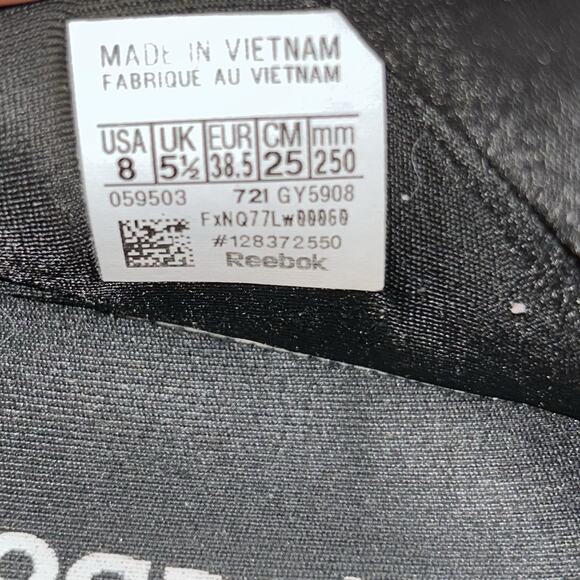 MADE IN VIETNAM
FABRIQUÉ AU VIETNAM
USA UK EUR CM mm
8 5½ 38.5 25 250
059503 721 GY5908
FxNQ77Lw00060
#128372550
Reebok